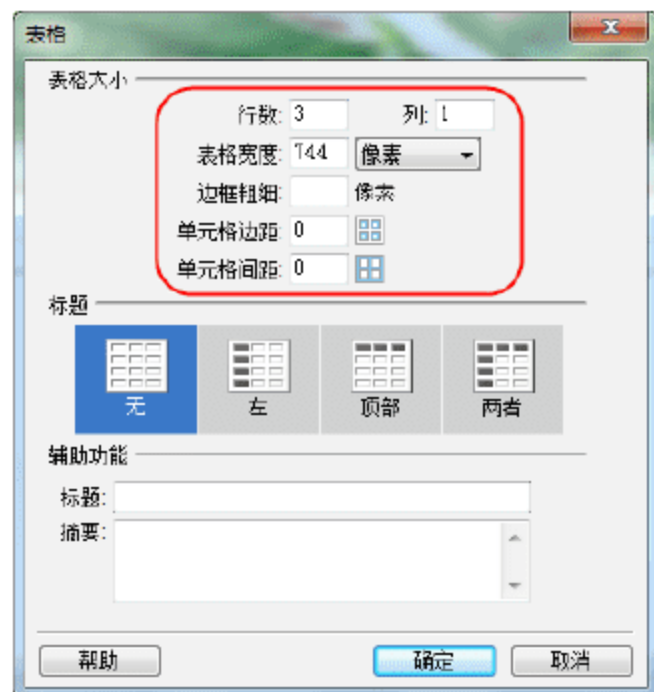 表格
表格大小
行数: 3 列: 1
表格宽度: 744 像素
边框粗细: 像素
单元格边距: 0
单元格间距: 0
标题
无 左 顶部 两者
辅助功能
标题:
摘要:
帮助 确定 取消